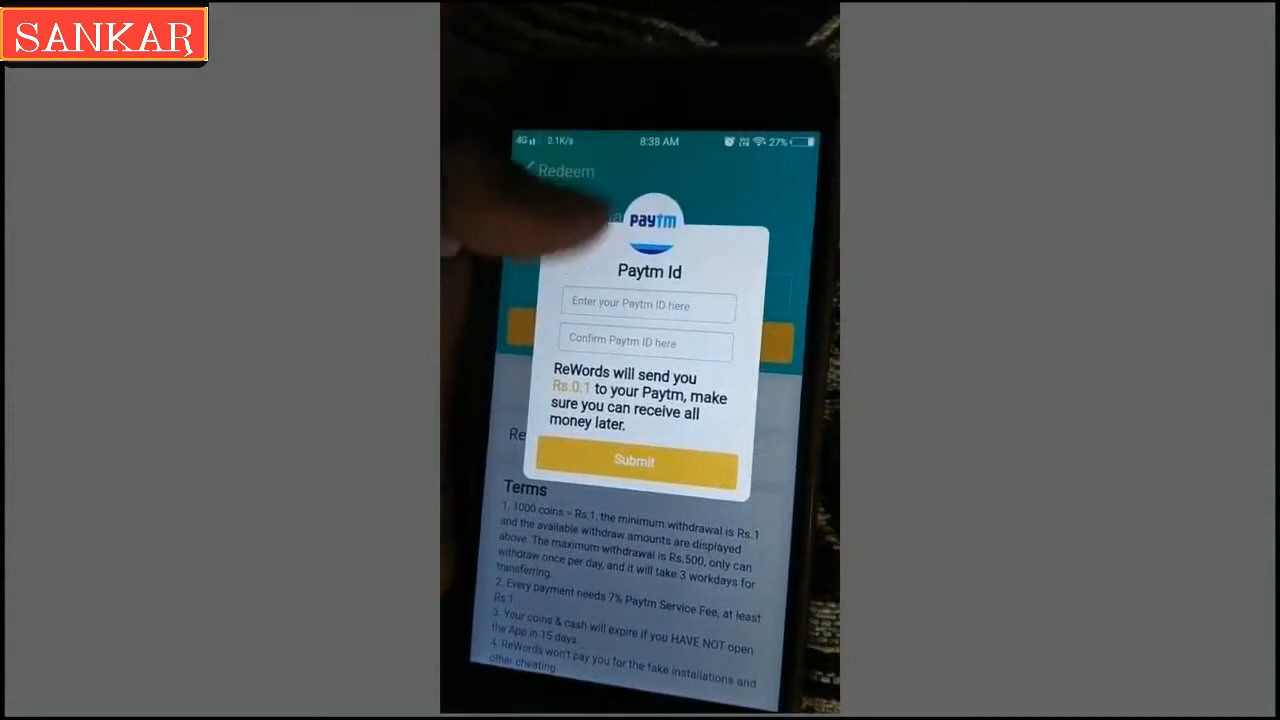 SANKAR
4G 2.1K/s 8:38 AM 27%
Redeem
paytm
Paytm Id
Enter your Paytm ID here
Confirm Paytm ID here
ReWords will send you
Rs.0.1 to your Paytm, make
sure you can receive all
money later.
Re
Submit
Terms
1. 1000 coins = Rs.1, the minimum withdrawal is Rs.1
and the available withdraw amounts are displayed
above. The maximum withdrawal is Rs.500, only can
withdraw once per day, and it will take 3 workdays for
transferring.
2. Every payment needs 7% Paytm Service Fee, at least
Rs.1
3. Your coins & cash will expire if you HAVE NOT open
the App in 15 days.
4. ReWords won't pay you for the fake installations and
other cheating.